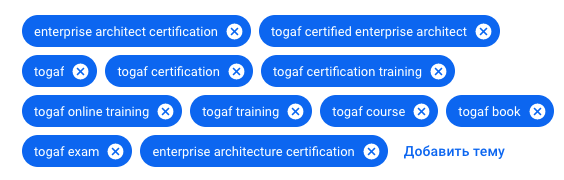 enterprise architect certification togaf certified enterprise architect
togaf togaf certification togaf certification training
togaf online training togaf training togaf course togaf book
togaf exam enterprise architecture certification Добавить тему